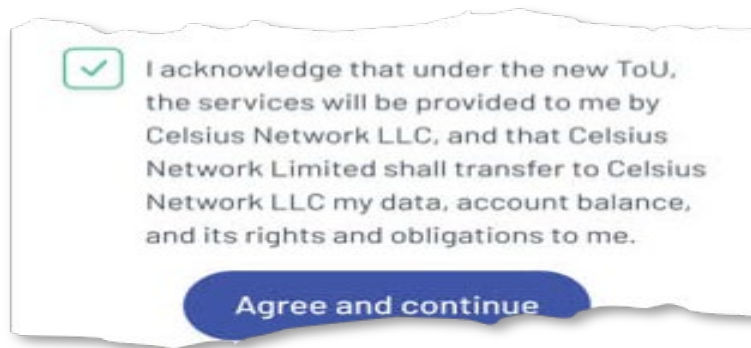 I acknowledge that under the new ToU,
the services will be provided to me by
Celsius Network LLC, and that Celsius
Network Limited shall transfer to Celsius
Network LLC my data, account balance,
and its rights and obligations to me.
Agree and continue